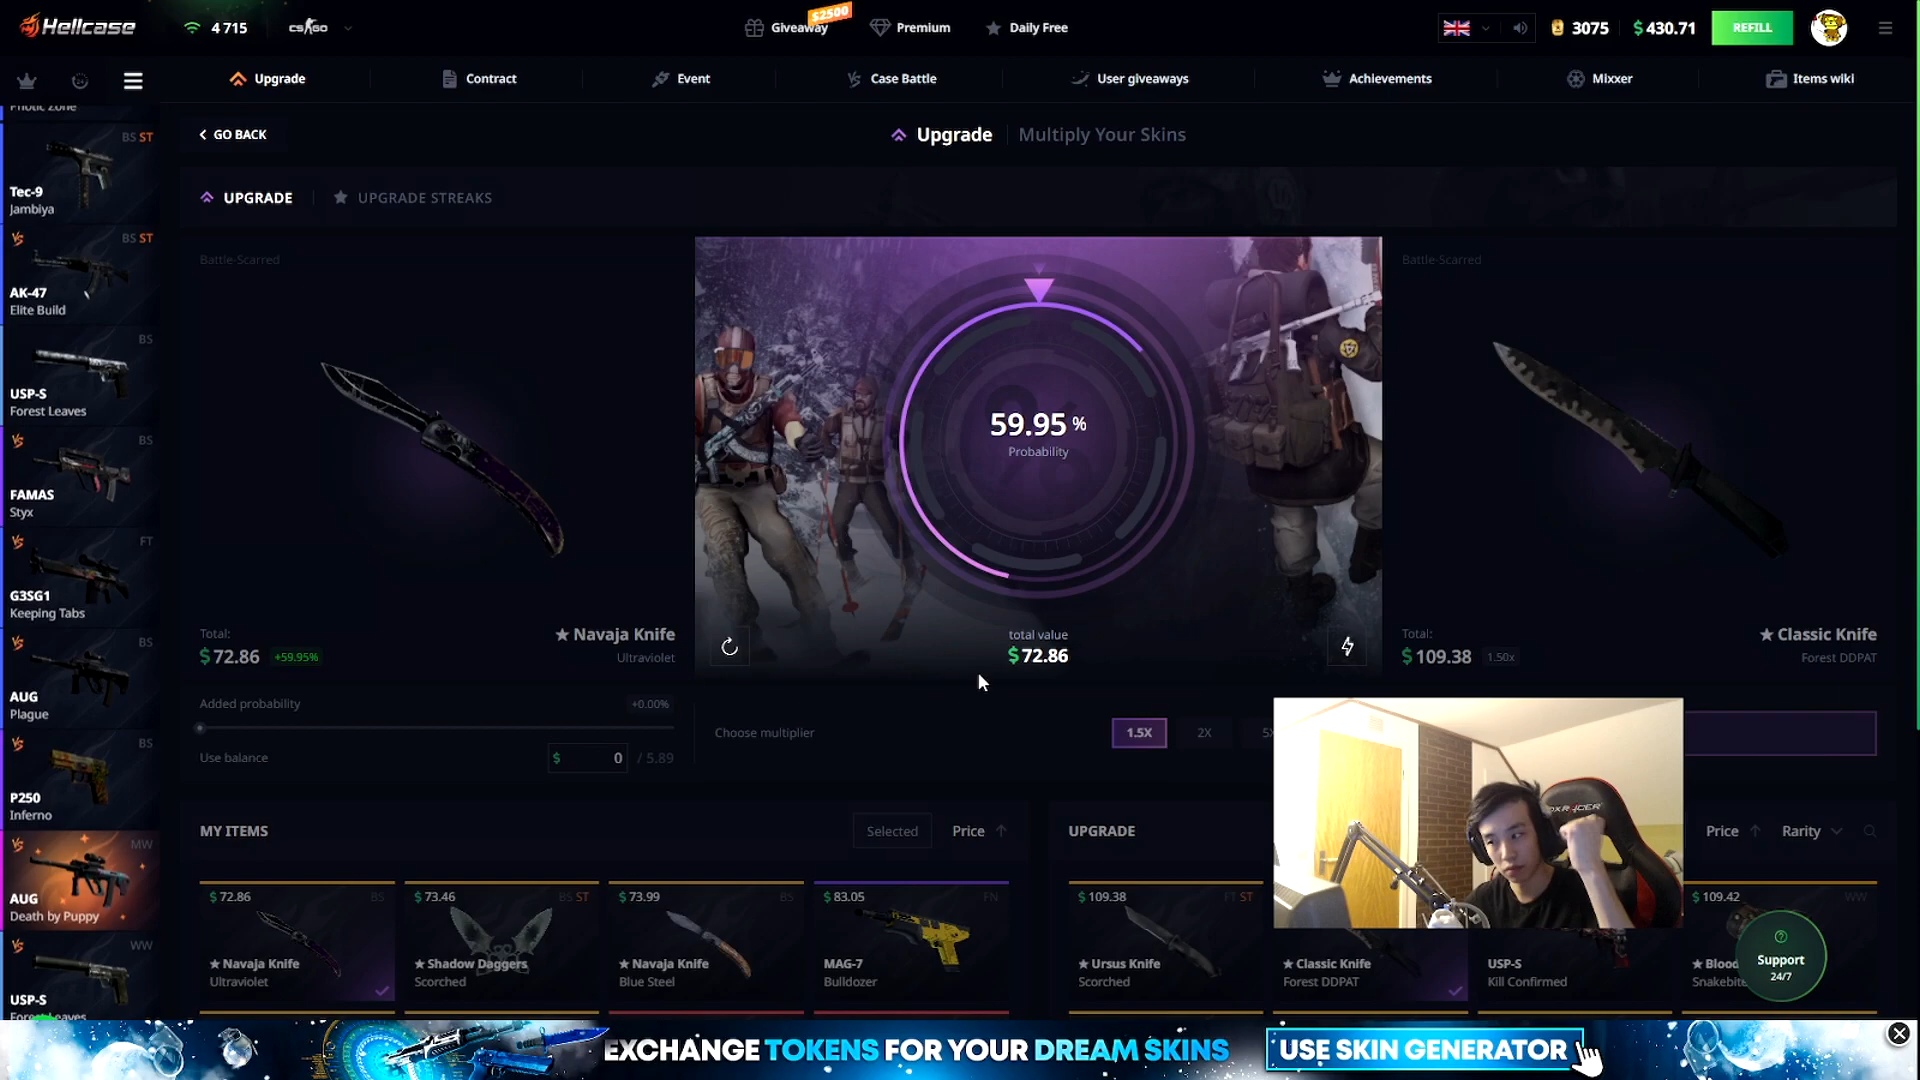 Hellcase
4 715
CS:GO
Giveaway
$2500
Premium
Daily Free
3075
$ 430.71
REFILL
Upgrade
Contract
Event
Case Battle
User giveaways
Achievements
Mixxer
Items wiki
GO BACK
Upgrade
Multiply Your Skins
UPGRADE
UPGRADE STREAKS
Battle-Scarred
Battle-Scarred
59.95 %
Probability
Total:
$ 72.86
+59.95%
★ Navaja Knife
Ultraviolet
total value
$ 72.86
Total:
$ 109.38
1.50x
★ Classic Knife
Forest DDPAT
Added probability
+0.00%
Use balance
$ 0 / 5.89
Choose multiplier
1.5X
2X
5X
MY ITEMS
Selected
Price
UPGRADE
Price
Rarity
$ 72.86
BS
★ Navaja Knife
Ultraviolet
$ 73.46
BS ST
★ Shadow Daggers
Scorched
$ 73.99
BS
★ Navaja Knife
Blue Steel
$ 83.05
FN
MAG-7
Bulldozer
$ 109.38
FT ST
★ Ursus Knife
Scorched
★ Classic Knife
Forest DDPAT
USP-S
Kill Confirmed
$ 109.42
WW
★ Blood
Snakebite
Support
24/7
BS ST
Tec-9
Jambiya
BS ST
AK-47
Elite Build
BS
USP-S
Forest Leaves
BS
FAMAS
Styx
FT
G3SG1
Keeping Tabs
BS
AUG
Plague
BS
P250
Inferno
MW
AUG
Death by Puppy
WW
USP-S
Forest Leaves
DXRACER
EXCHANGE TOKENS FOR YOUR DREAM SKINS
USE SKIN GENERATOR